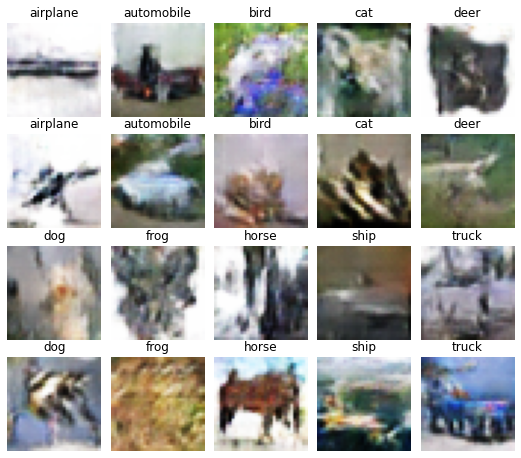 airplane automobile bird cat deer
airplane automobile bird cat deer
dog frog horse ship truck
dog frog horse ship truck